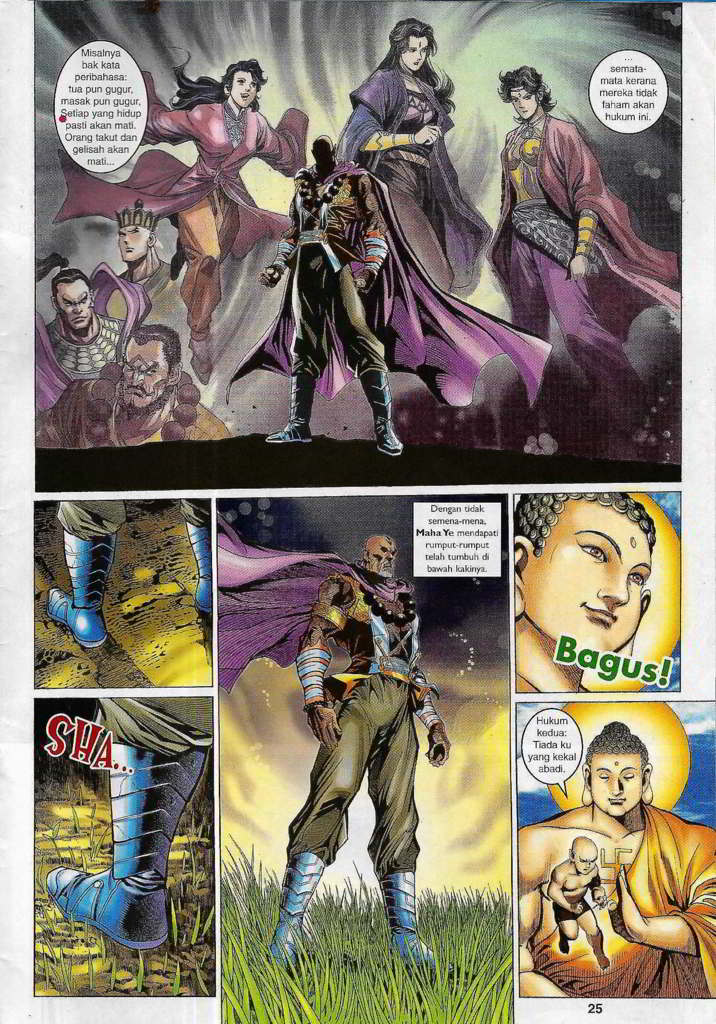 Misalnya
bak kata
peribahasa:
tua pun gugur,
masak pun gugur,
Setiap yang hidup
pasti akan mati.
Orang takut dan
gelisah akan
mati...
...
semata-
mata kerana
mereka tidak
faham akan
hukum ini.
Dengan tidak
semena-mena,
Maha Ye mendapati
rumput-rumput
telah tumbuh di
bawah kakinya.
Bagus!
SHA...
Hukum
kedua:
Tiada ku
yang kekal
abadi.
25